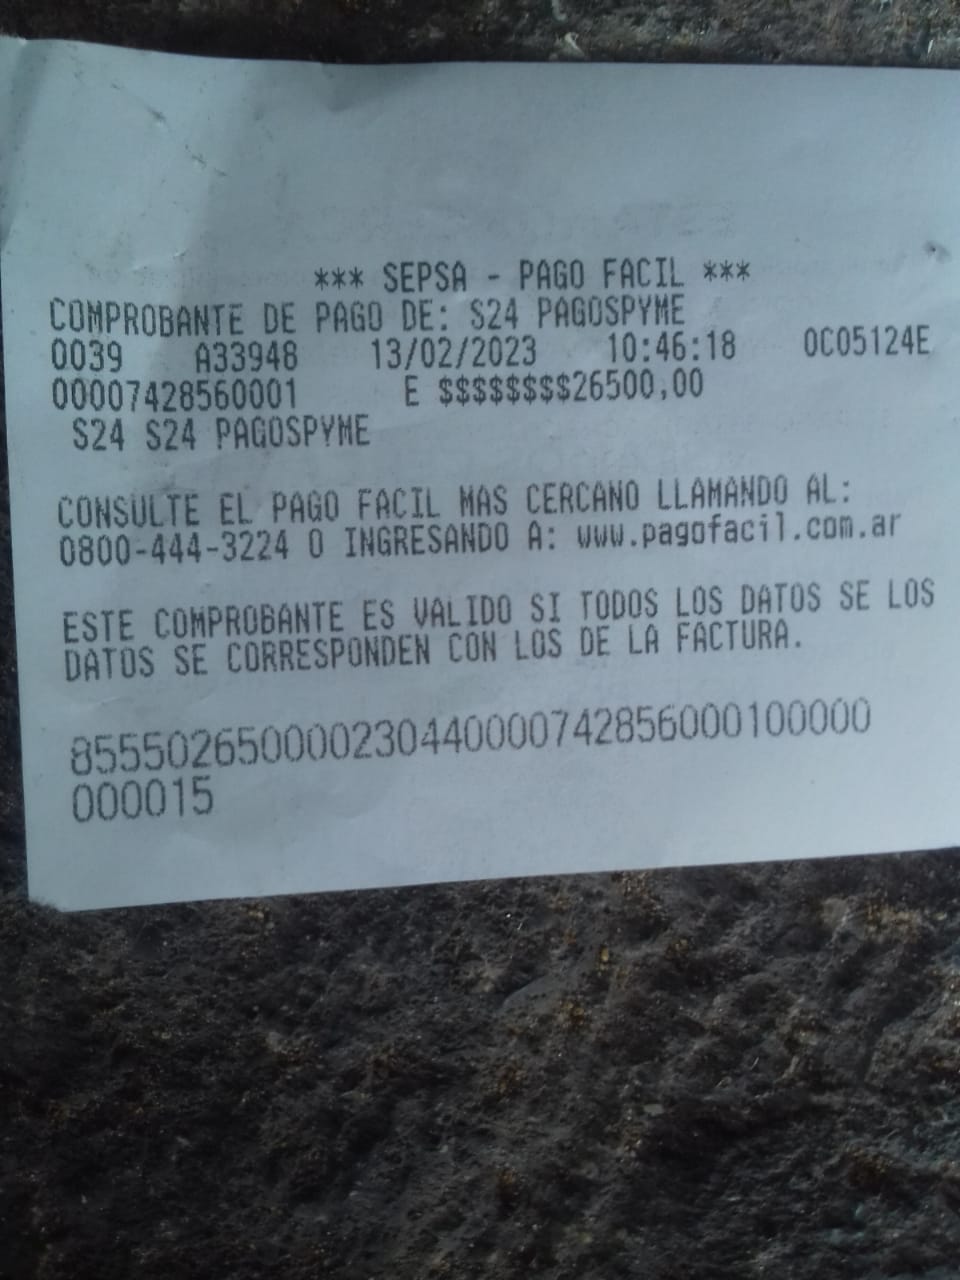 *** SEPSA - PAGO FACIL ***
COMPROBANTE DE PAGO DE: S24 PAGOSPYME
0039 A33948 13/02/2023 10:46:18 0C05124E
00007428560001 E $$$$$$$$26500,00
S24 S24 PAGOSPYME
CONSULTE EL PAGO FACIL MAS CERCANO LLAMANDO AL:
0800-444-3224 O INGRESANDO A: www.pagofacil.com.ar
ESTE COMPROBANTE ES VALIDO SI TODOS LOS DATOS SE LOS
DATOS SE CORRESPONDEN CON LOS DE LA FACTURA.
855502650000230440000742856000100000
000015